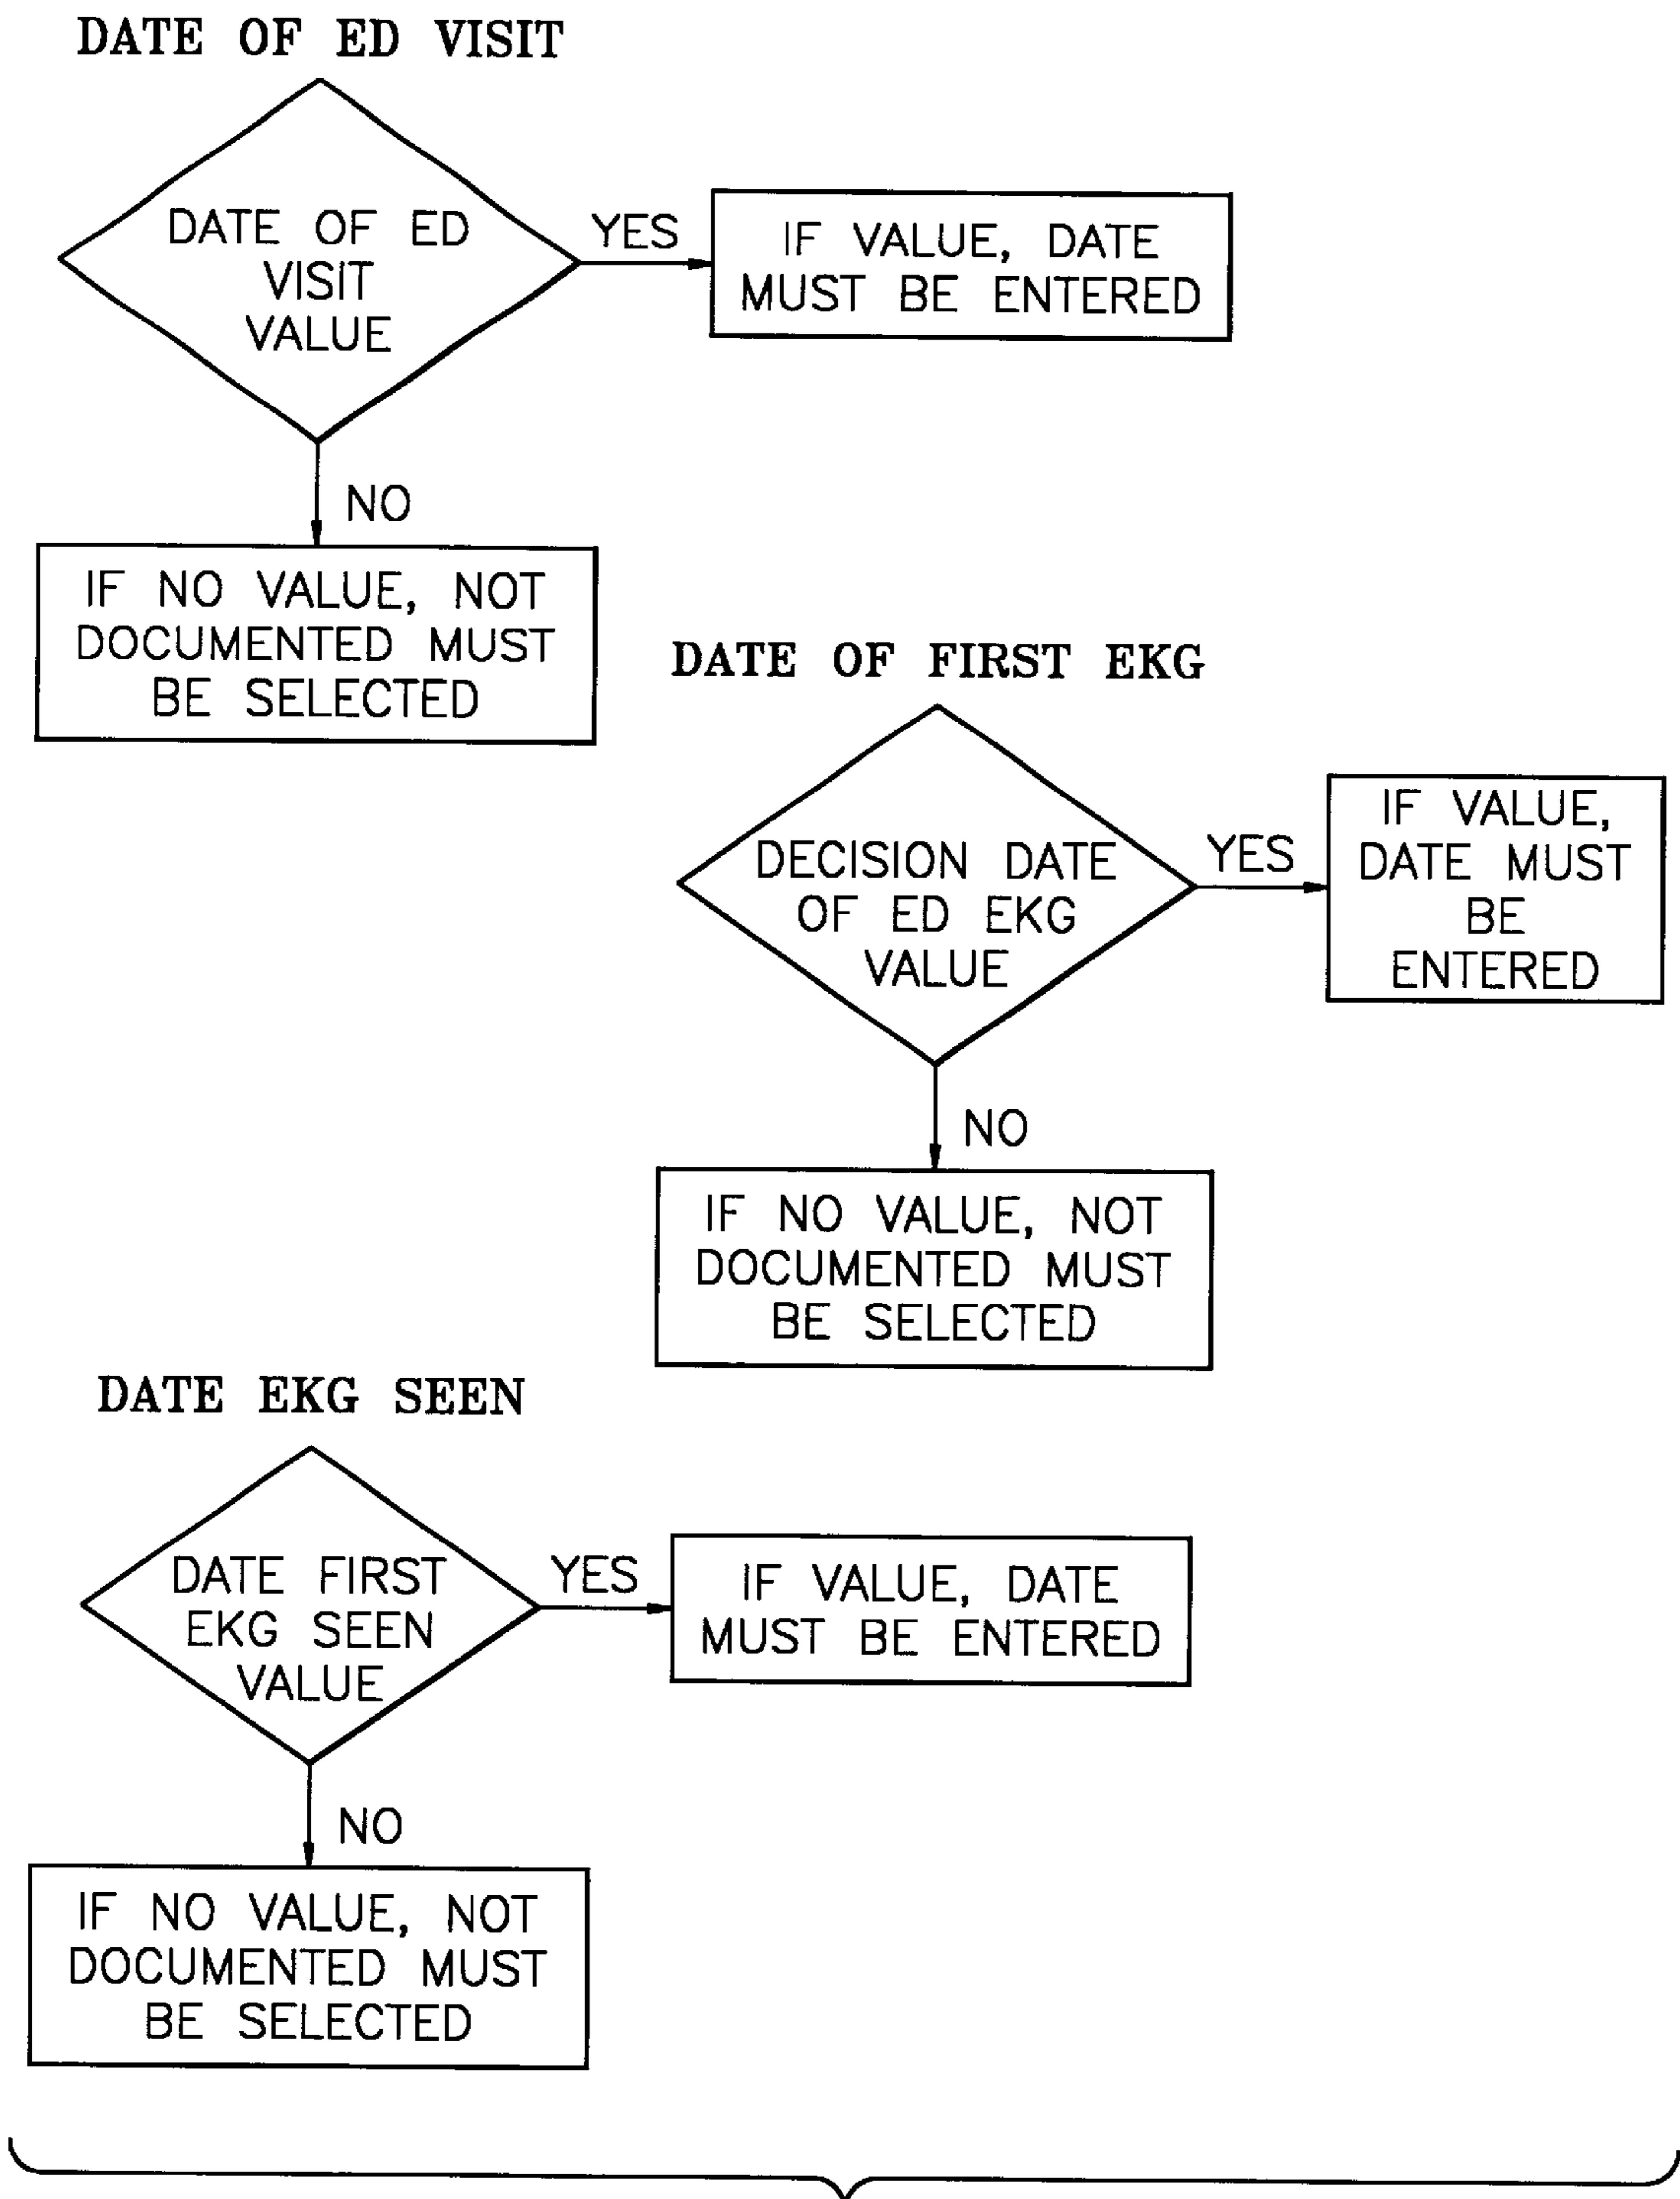 DATE OF ED VISIT
DATE OF ED
VISIT
VALUE
YES
IF VALUE, DATE
MUST BE ENTERED
NO
IF NO VALUE, NOT
DOCUMENTED MUST
BE SELECTED
DATE OF FIRST EKG
DECISION DATE
OF ED EKG
VALUE
YES
IF VALUE,
DATE MUST
BE
ENTERED
NO
IF NO VALUE, NOT
DOCUMENTED MUST
BE SELECTED
DATE EKG SEEN
DATE FIRST
EKG SEEN
VALUE
YES
IF VALUE, DATE
MUST BE ENTERED
NO
IF NO VALUE, NOT
DOCUMENTED MUST
BE SELECTED